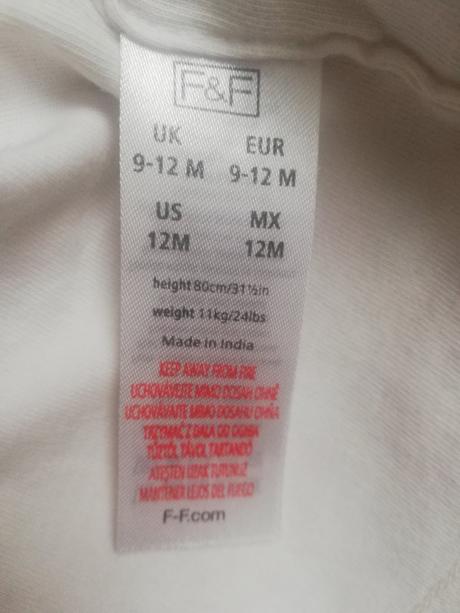 F&F
UK EUR
9-12 M 9-12 M
US MX
12M 12M
height 80cm/31½in
weight 11kg/24lbs
Made in India
KEEP AWAY FROM FIRE
UCHOVÁVEJTE MIMO DOSAH OHNĚ
UCHOVÁVAJTE MIMO DOSAHU OHŇA
TRZYMAĆ Z DALA OD OGNIA
TŰZTŐL TÁVOL TARTANDÓ
ATEŞTEN UZAK TUTUNUZ
MANTENER LEJOS DEL FUEGO
F-F.com